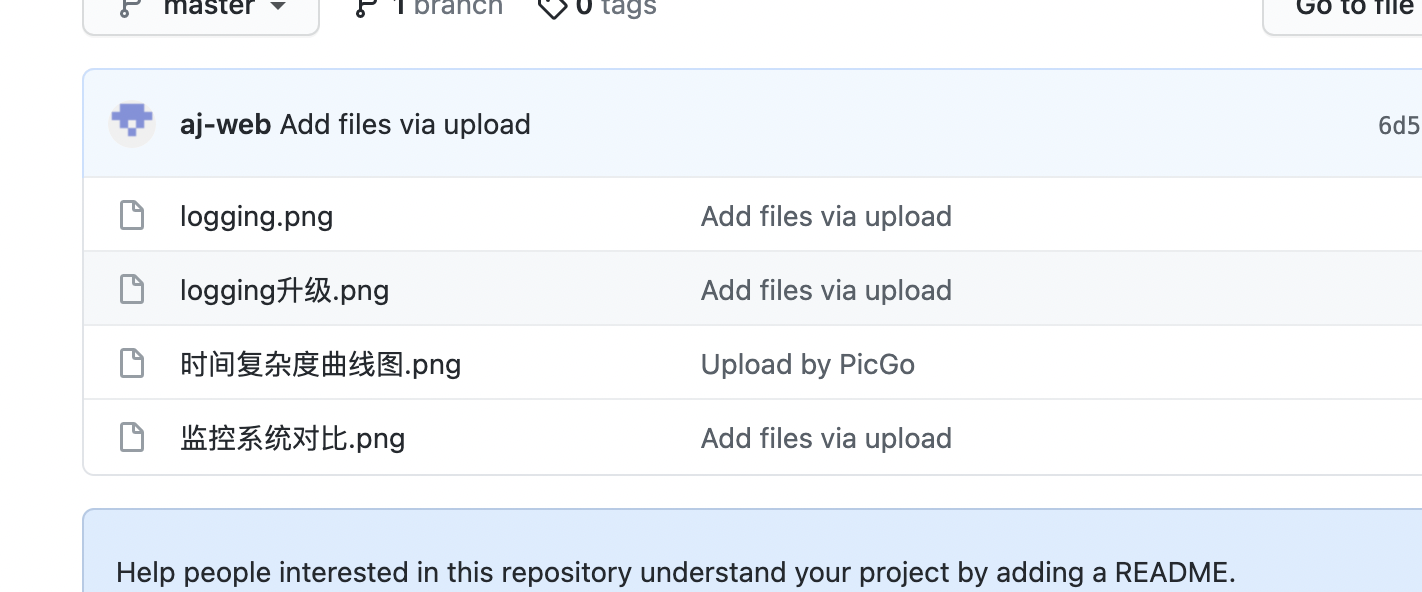 master 1 branch 0 tags Go to file
aj-web Add files via upload 6d5
logging.png Add files via upload
logging升级.png Add files via upload
时间复杂度曲线图.png Upload by PicGo
监控系统对比.png Add files via upload
Help people interested in this repository understand your project by adding a README.